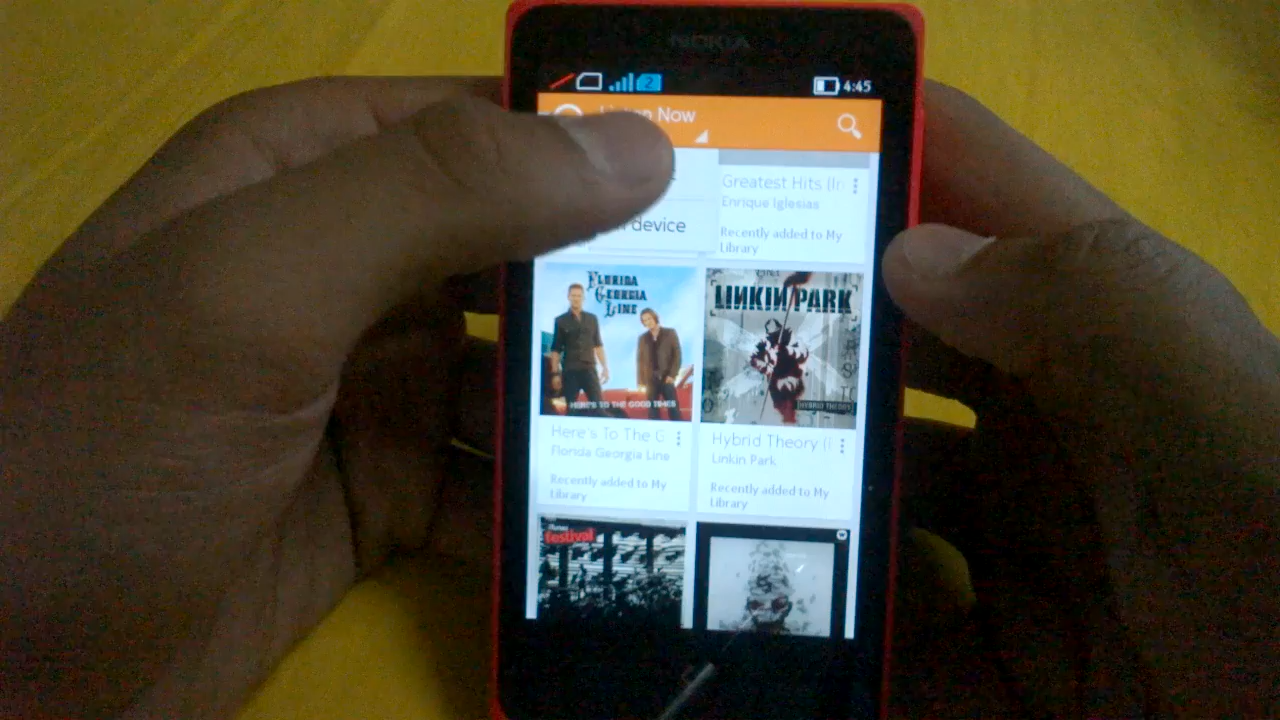 NOKIA
2 4:45
Listen Now
device
Greatest Hits (In
Enrique Iglesias
Recently added to My
Library
FLORIDA
GEORGIA
LINE
HERE'S TO THE GOOD TIMES
LINKIN PARK
HYBRID THEORY
Here's To The G
Florida Georgia Line
Recently added to My
Library
Hybrid Theory (
Linkin Park
Recently added to My
Library
iTunes
festival